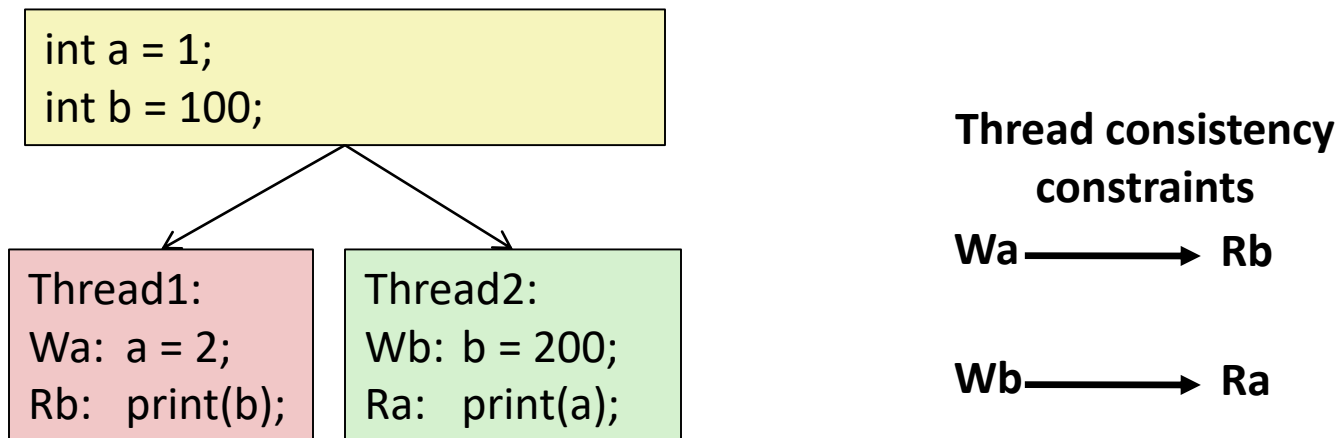 int a = 1;
int b = 100;
Thread1:
Wa: a = 2;
Rb: print(b);
Thread2:
Wb: b = 200;
Ra: print(a);
Thread consistency
constraints
Wa Rb
Wb Ra